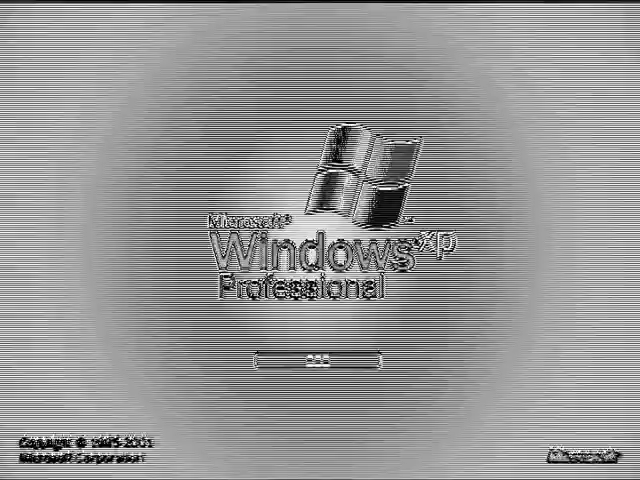 Microsoft®
Windows xp
Professional
Copyright © 1985-2001
Microsoft Corporation
Microsoft